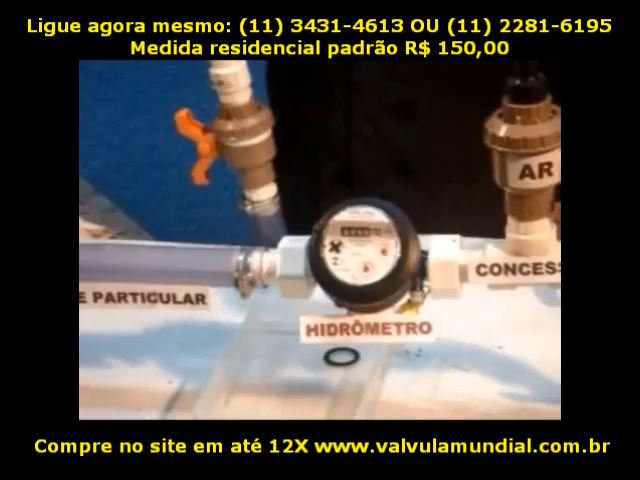 Ligue agora mesmo: (11) 3431-4613 OU (11) 2281-6195
Medida residencial padrão R$ 150,00
AR
CONCESS
E PARTICULAR
HIDRÔMETRO
Compre no site em até 12X www.valvulamundial.com.br